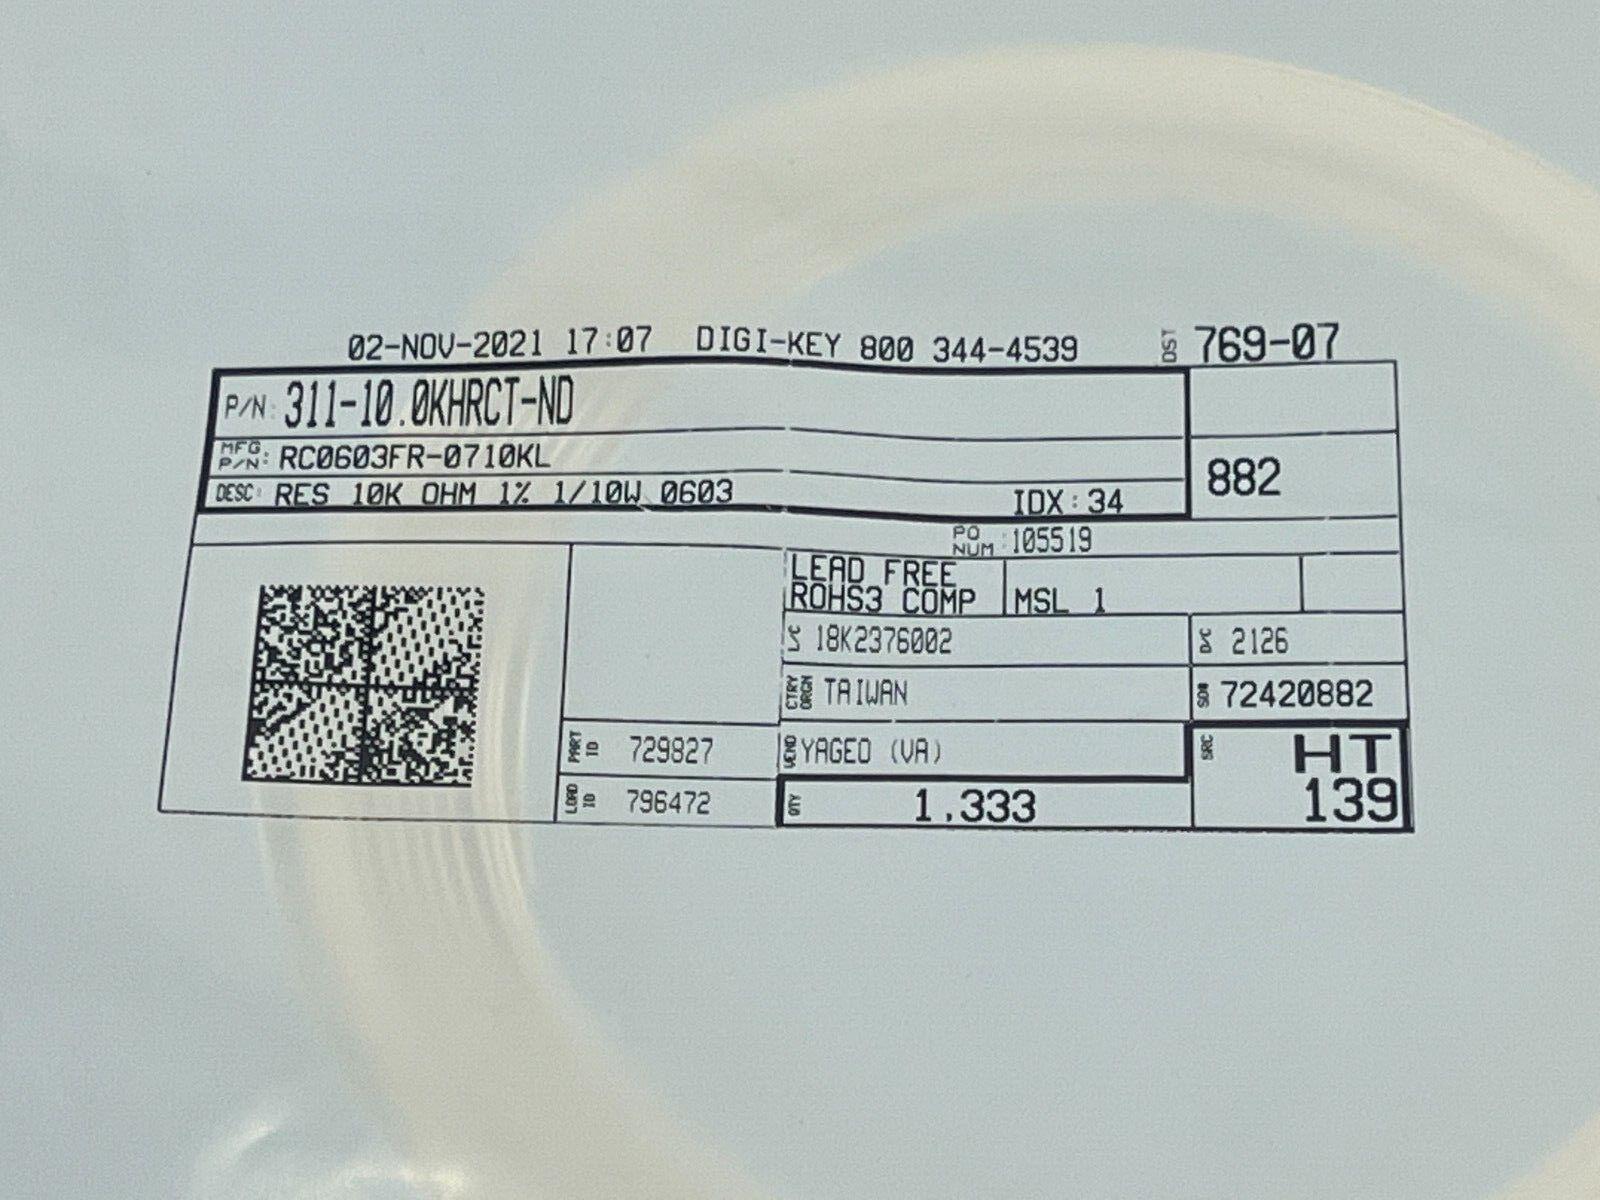 02-NOV-2021 17:07 DIGI-KEY 800 344-4539 DST 769-07
P/N: 311-10.0KHRCT-ND
MFG P/N: RC0603FR-0710KL
882
DESC: RES 10K OHM 1% 1/10W 0603 IDX:34
PO NUM: 105519
LEAD FREE
ROHS3 COMP MSL 1
18K2376002 D/C 2126
CTRY ORGN TAIWAN SO# 72420882
PART ID 729827 VEND YAGEO (VA) SRC HT
LOAD ID 796472 QTY 1,333 139